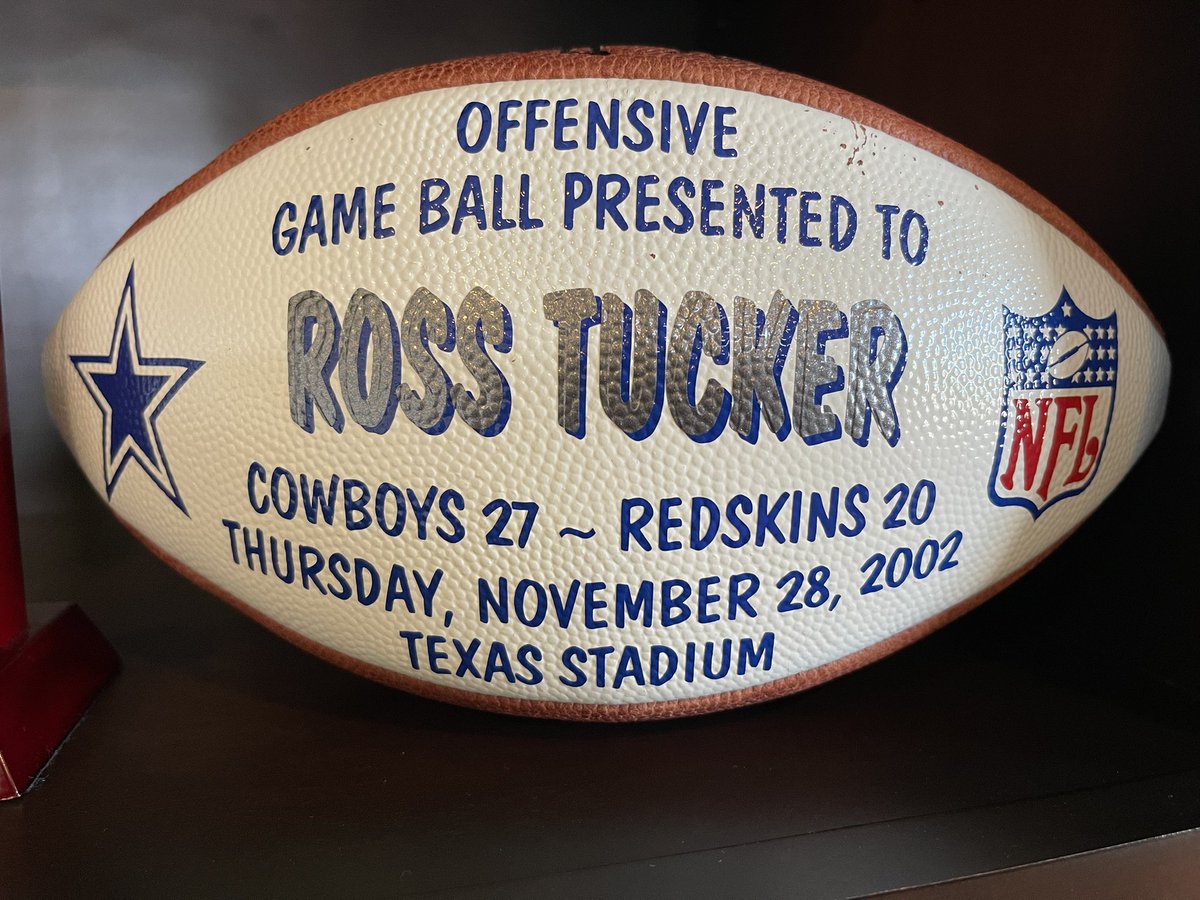 OFFENSIVE
GAME BALL PRESENTED TO
ROSS TUCKER
NFL
COWBOYS 27 ~ REDSKINS 20
THURSDAY, NOVEMBER 28, 2002
TEXAS STADIUM